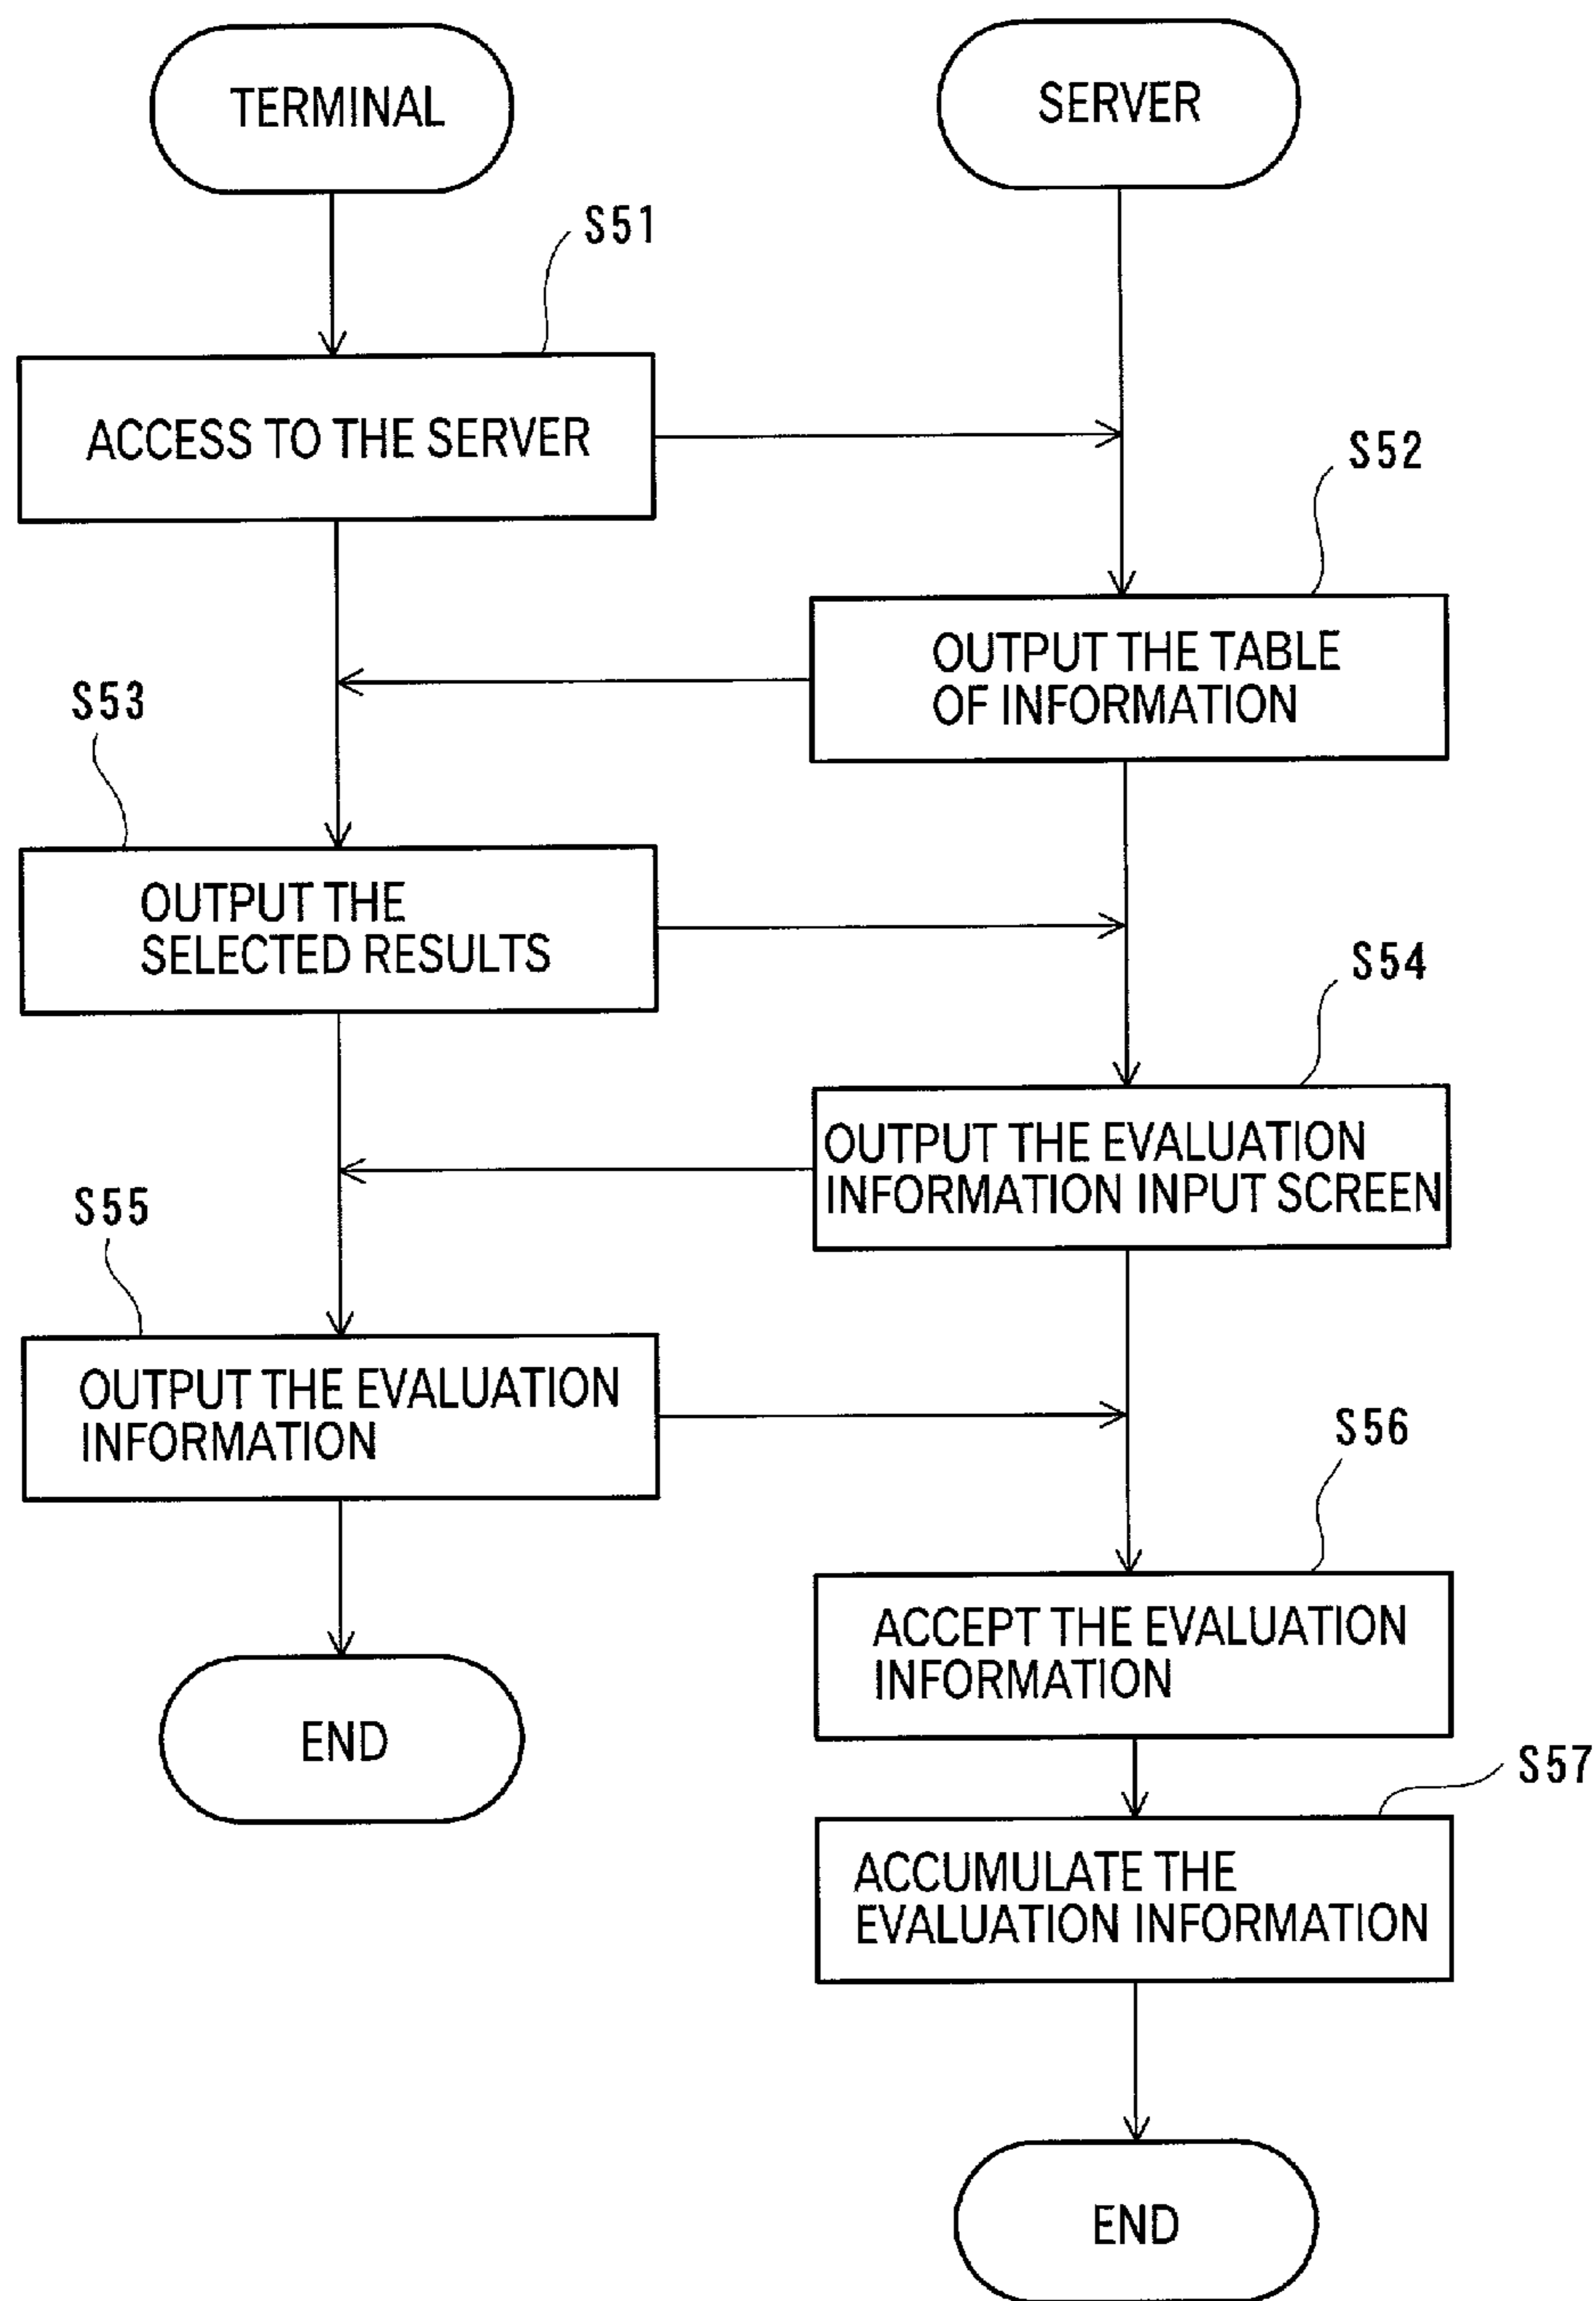 TERMINAL
SERVER
S51
ACCESS TO THE SERVER
S52
OUTPUT THE TABLE
OF INFORMATION
S53
OUTPUT THE
SELECTED RESULTS
S54
OUTPUT THE EVALUATION
INFORMATION INPUT SCREEN
S55
OUTPUT THE EVALUATION
INFORMATION
S56
ACCEPT THE EVALUATION
INFORMATION
END
S57
ACCUMULATE THE
EVALUATION INFORMATION
END